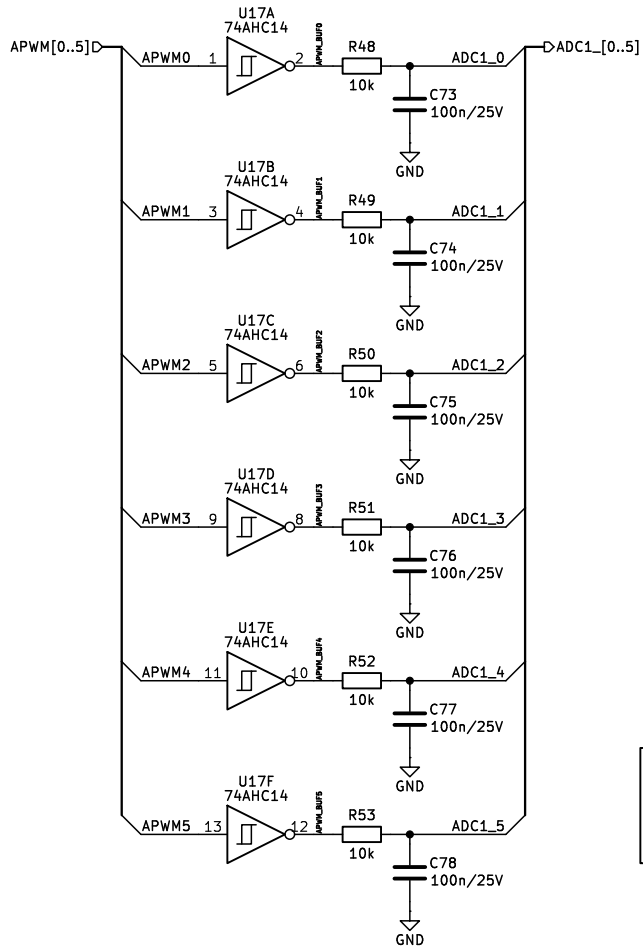 APWM[0..5]
ADC1_[0..5]
U17A
74AHC14
APWM0
1
2
APWM_BUF0
R48
10k
ADC1_0
C73
100n/25V
GND
U17B
74AHC14
APWM1
3
4
APWM_BUF1
R49
10k
ADC1_1
C74
100n/25V
GND
U17C
74AHC14
APWM2
5
6
APWM_BUF2
R50
10k
ADC1_2
C75
100n/25V
GND
U17D
74AHC14
APWM3
9
8
APWM_BUF3
R51
10k
ADC1_3
C76
100n/25V
GND
U17E
74AHC14
APWM4
11
10
APWM_BUF4
R52
10k
ADC1_4
C77
100n/25V
GND
U17F
74AHC14
APWM5
13
12
APWM_BUF5
R53
10k
ADC1_5
C78
100n/25V
GND